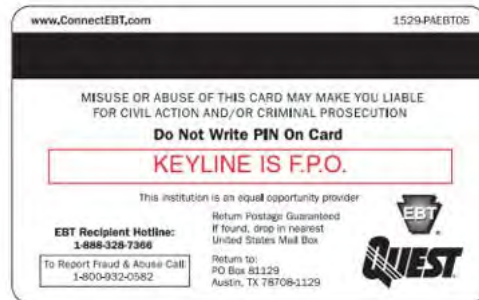 www.ConnectEBT.com 1529-PAEBT05
MISUSE OR ABUSE OF THIS CARD MAY MAKE YOU LIABLE
FOR CIVIL ACTION AND/OR CRIMINAL PROSECUTION
Do Not Write PIN On Card
KEYLINE IS F.P.O.
This institution is an equal opportunity provider
EBT Recipient Hotline:
1-888-328-7366
To Report Fraud & Abuse Call:
1-800-932-0582
Return Postage Guaranteed
If found, drop in nearest
United States Mail Box
Return to:
PO Box 81129
Austin, TX 78708-1129
EBT
QUEST